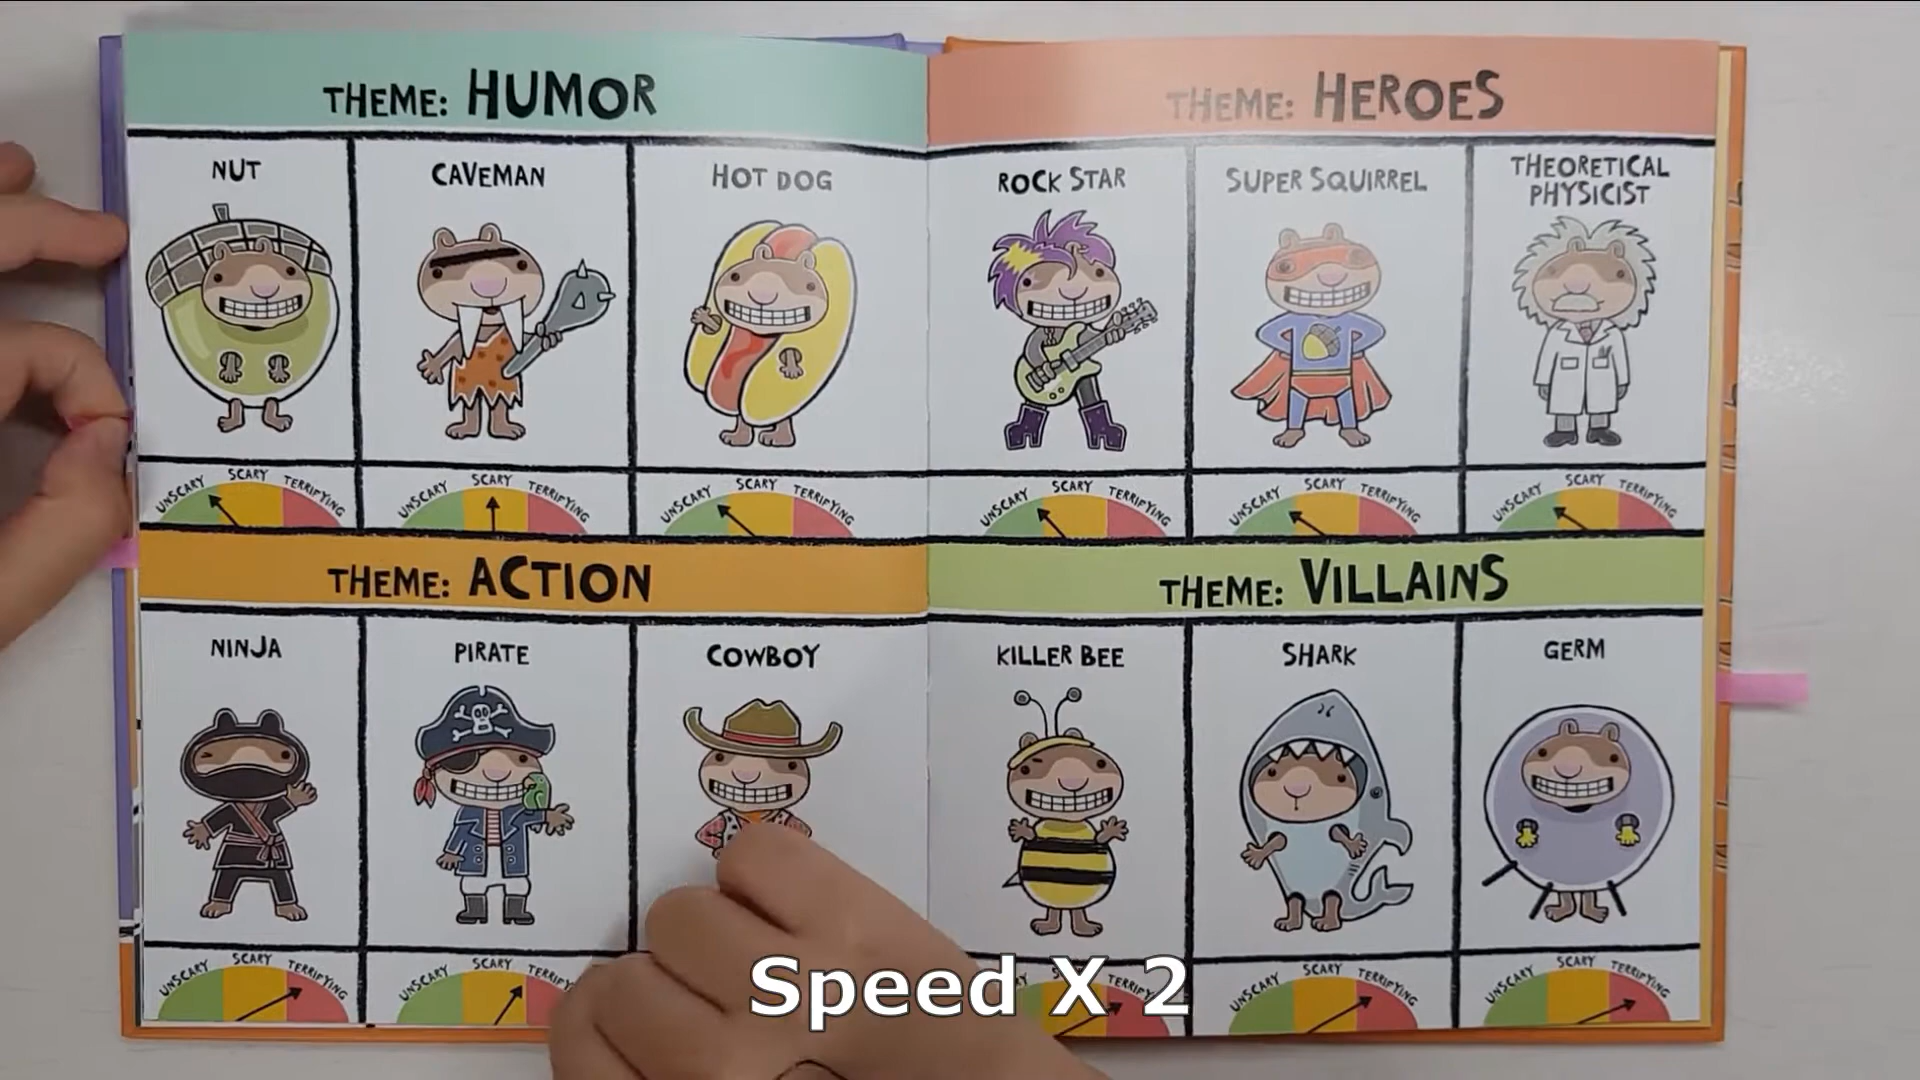 THEME: HUMOR
NUT
CAVEMAN
HOT DOG
UNSCARY SCARY TERRIFYING
UNSCARY SCARY TERRIFYING
UNSCARY SCARY TERRIFYING
THEME: HEROES
ROCK STAR
SUPER SQUIRREL
THEORETICAL
PHYSICIST
UNSCARY SCARY TERRIFYING
UNSCARY SCARY TERRIFYING
UNSCARY SCARY TERRIFYING
THEME: ACTION
NINJA
PIRATE
COWBOY
UNSCARY SCARY TERRIFYING
UNSCARY SCARY
THEME: VILLAINS
KILLER BEE
SHARK
GERM
SCARY TERRIFYING
UNSCARY SCARY TERRIFYING
UNSCARY SCARY TERRIFYING
Speed X 2